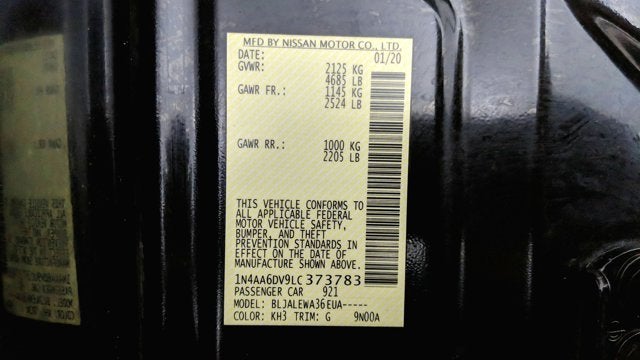 MFD BY NISSAN MOTOR CO., LTD.
DATE: 01/20
GVWR: 2125 KG
4685 LB
GAWR FR.: 1145 KG
2524 LB
GAWR RR.: 1000 KG
2205 LB
THIS VEHICLE CONFORMS TO
ALL APPLICABLE FEDERAL
MOTOR VEHICLE SAFETY,
BUMPER, AND THEFT
PREVENTION STANDARDS IN
EFFECT ON THE DATE OF
MANUFACTURE SHOWN ABOVE.
1N4AA6DV9LC373783
PASSENGER CAR 921
MODEL: BLJALEWA36EUA-----
COLOR: KH3 TRIM: G 9N00A